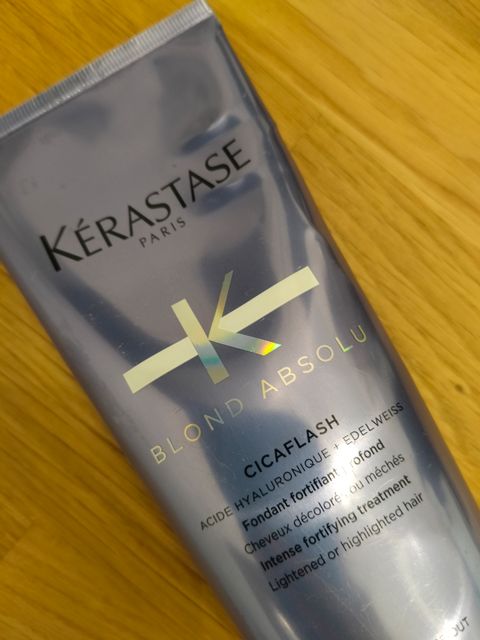 KÉRASTASE
PARIS
BLOND ABSOLU
CICAFLASH
ACIDE HYALURONIQUE + EDELWEISS
Fondant fortifiant profond
Cheveux décolorés ou méchés
Intense fortifying treatment
Lightened or highlighted hair